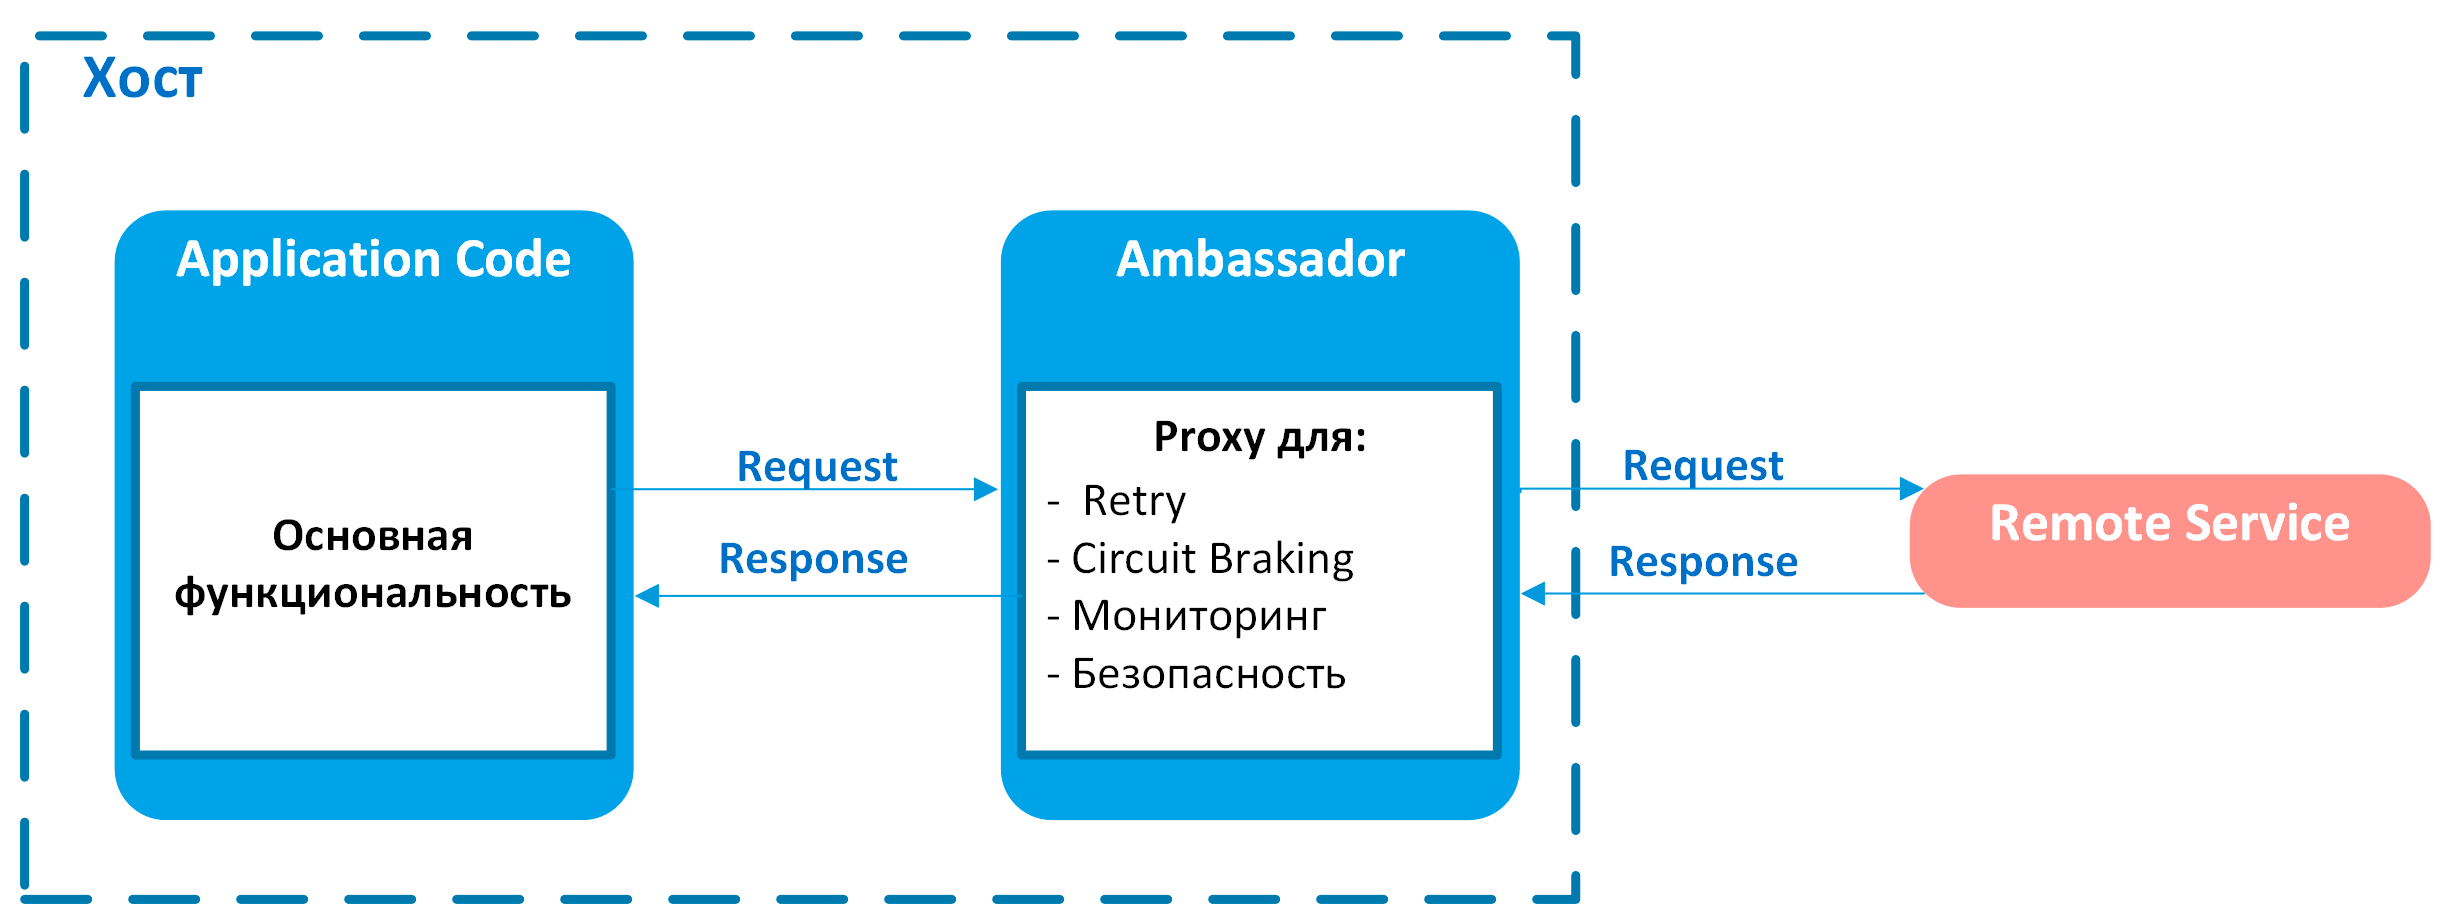 Хост
Application Code
Основная
функциональность
Request
Response
Ambassador
Proxy для:
- Retry
- Circuit Braking
- Мониторинг
- Безопасность
Request
Response
Remote Service